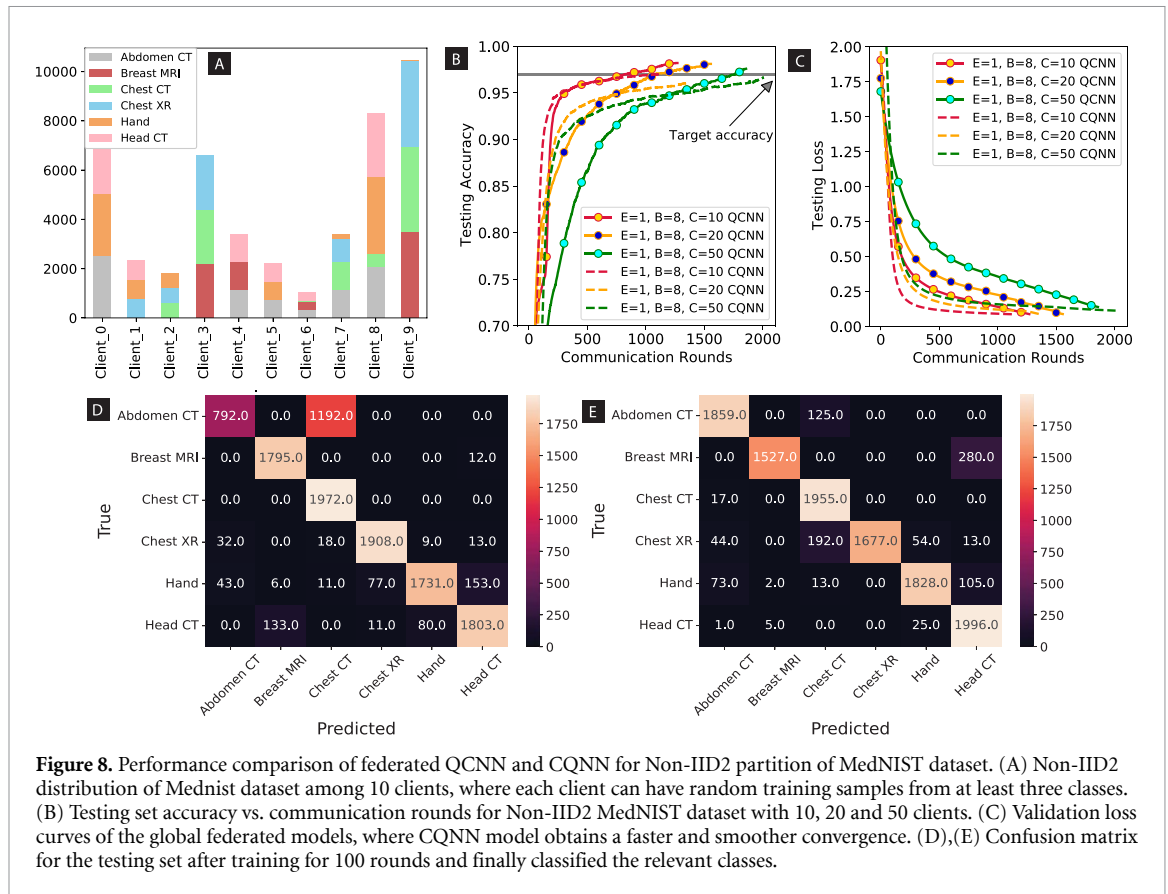 A
Abdomen CT
Breast MRI
Chest CT
Chest XR
Hand
Head CT
10000
8000
6000
4000
2000
0
Client_0
Client_1
Client_2
Client_3
Client_4
Client_5
Client_6
Client_7
Client_8
Client_9
B
Testing Accuracy
1.00
0.95
0.90
0.85
0.80
0.75
0.70
Target accuracy
E=1, B=8, C=10 QCNN
E=1, B=8, C=20 QCNN
E=1, B=8, C=50 QCNN
E=1, B=8, C=10 CQNN
E=1, B=8, C=20 CQNN
E=1, B=8, C=50 CQNN
0 500 1000 1500 2000
Communication Rounds
C
Testing Loss
2.00
1.75
1.50
1.25
1.00
0.75
0.50
0.25
0.00
E=1, B=8, C=10 QCNN
E=1, B=8, C=20 QCNN
E=1, B=8, C=50 QCNN
E=1, B=8, C=10 CQNN
E=1, B=8, C=20 CQNN
E=1, B=8, C=50 CQNN
0 500 1000 1500 2000
Communication Rounds
D
True
Abdomen CT 792.0 0.0 1192.0 0.0 0.0 0.0
Breast MRI 0.0 1795.0 0.0 0.0 0.0 12.0
Chest CT 0.0 0.0 1972.0 0.0 0.0 0.0
Chest XR 32.0 0.0 18.0 1908.0 9.0 13.0
Hand 43.0 6.0 11.0 77.0 1731.0 153.0
Head CT 0.0 133.0 0.0 11.0 80.0 1803.0
Abdomen CT
Breast MRI
Chest CT
Chest XR
Hand
Head CT
Predicted
1750
1500
1250
1000
750
500
250
0
E
True
Abdomen CT 1859.0 0.0 125.0 0.0 0.0 0.0
Breast MRI 0.0 1527.0 0.0 0.0 0.0 280.0
Chest CT 17.0 0.0 1955.0 0.0 0.0 0.0
Chest XR 44.0 0.0 192.0 1677.0 54.0 13.0
Hand 73.0 2.0 13.0 0.0 1828.0 105.0
Head CT 1.0 5.0 0.0 0.0 25.0 1996.0
Abdomen CT
Breast MRI
Chest CT
Chest XR
Hand
Head CT
Predicted
1750
1500
1250
1000
750
500
250
0
Figure 8. Performance comparison of federated QCNN and CQNN for Non-IID2 partition of MedNIST dataset. (A) Non-IID2
distribution of Mednist dataset among 10 clients, where each client can have random training samples from at least three classes.
(B) Testing set accuracy vs. communication rounds for Non-IID2 MedNIST dataset with 10, 20 and 50 clients. (C) Validation loss
curves of the global federated models, where CQNN model obtains a faster and smoother convergence. (D),(E) Confusion matrix
for the testing set after training for 100 rounds and finally classified the relevant classes.